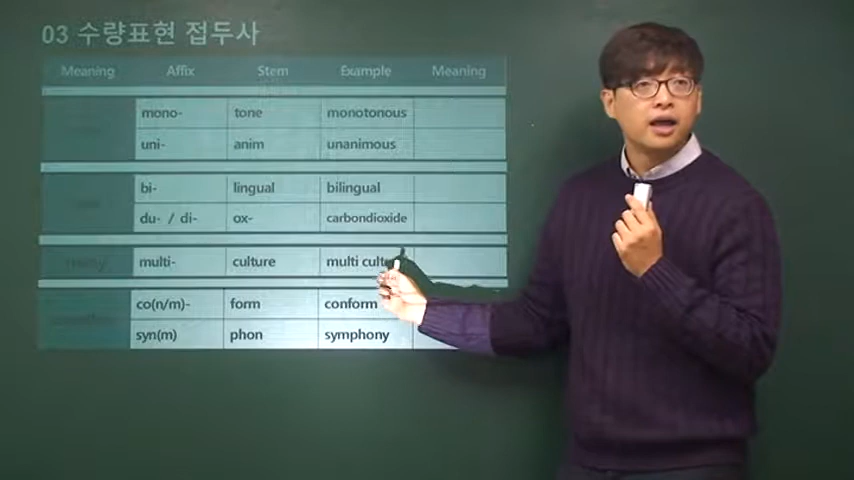 03 수량표현 접두사
Meaning Affix Stem Example Meaning
mono- tone monotonous
uni- anim unanimous
bi- lingual bilingual
du- / di- ox- carbondioxide
multi- culture multi
co(n/m)- form conform
syn(m) phon symphony